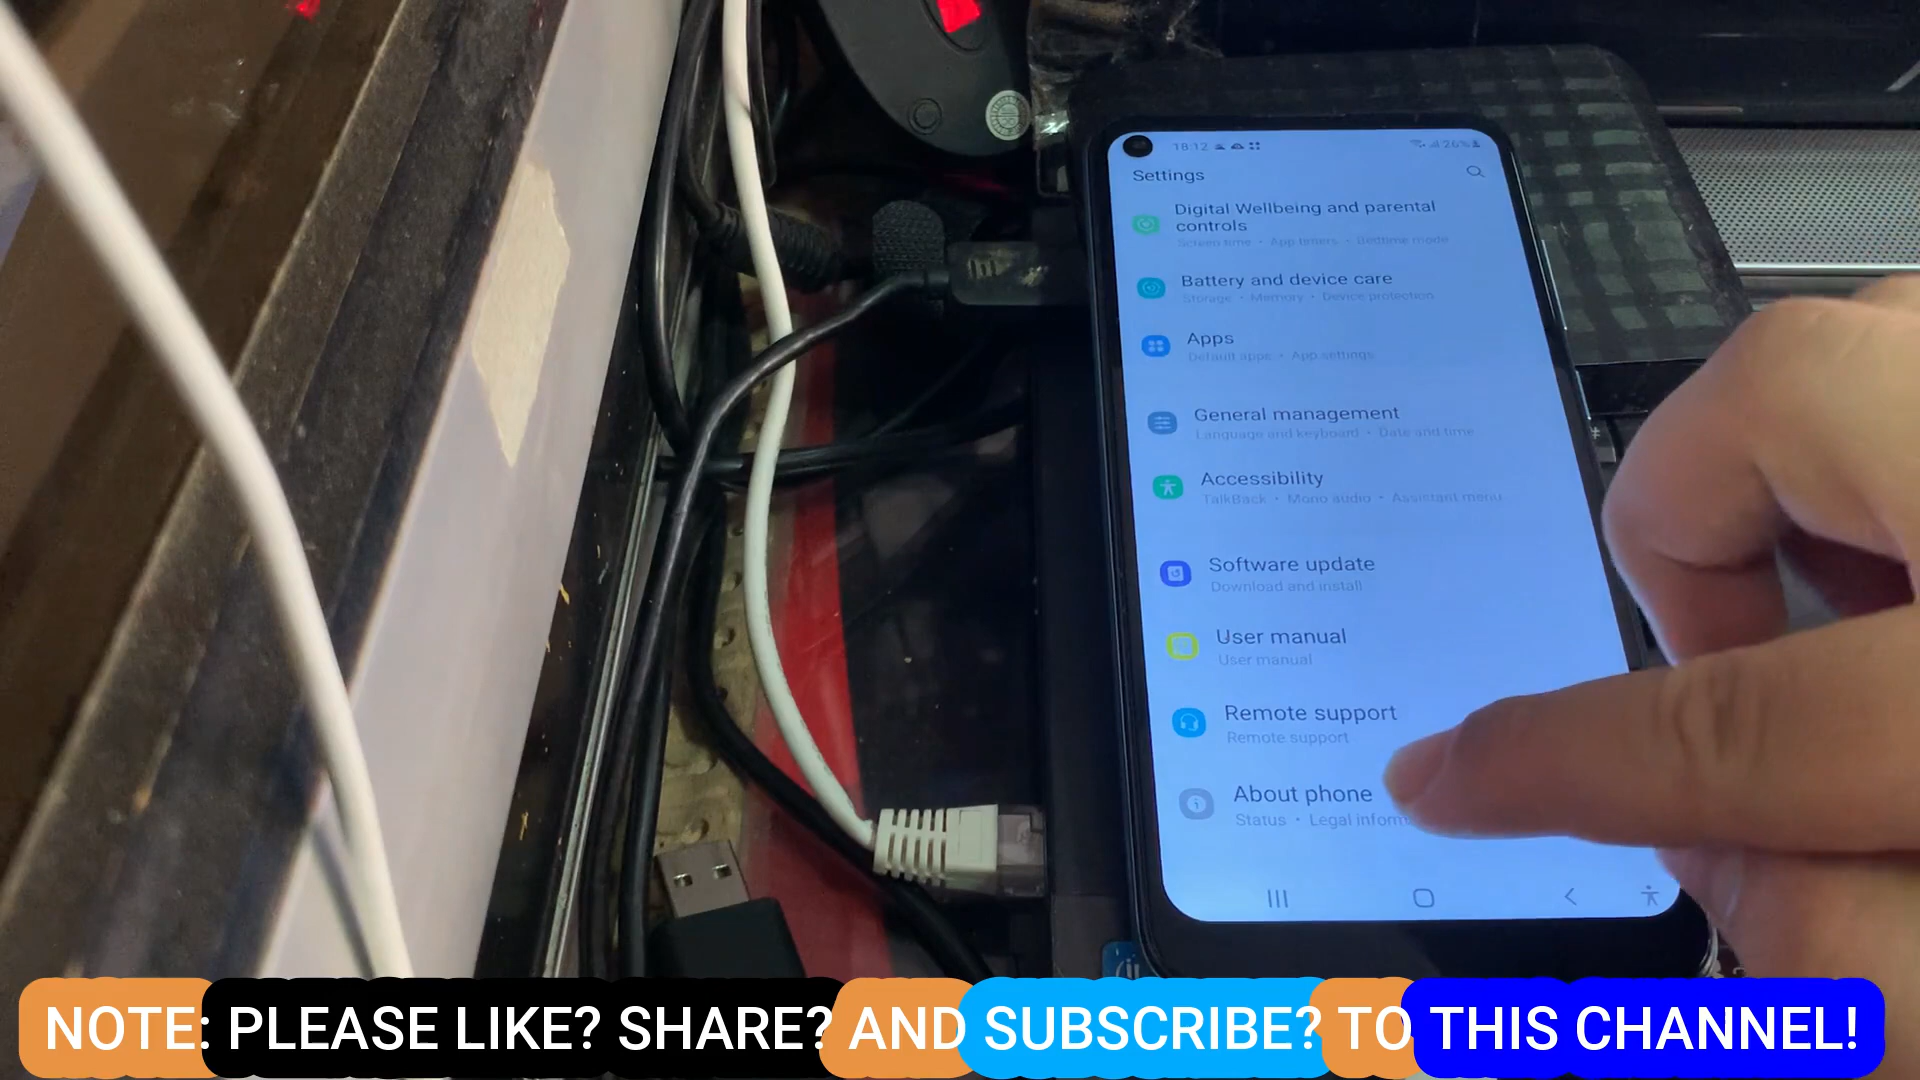 18:12
26%
Settings
Digital Wellbeing and parental
controls
Screen time • App timers • Bedtime mode
Battery and device care
Storage • Memory • Device protection
Apps
Default apps • App settings
General management
Language and keyboard • Date and time
Accessibility
TalkBack • Mono audio • Assistant menu
Software update
Download and install
User manual
User manual
Remote support
Remote support
About phone
Status • Legal inform
#
NOTE: PLEASE LIKE? SHARE? AND SUBSCRIBE? TO THIS CHANNEL!